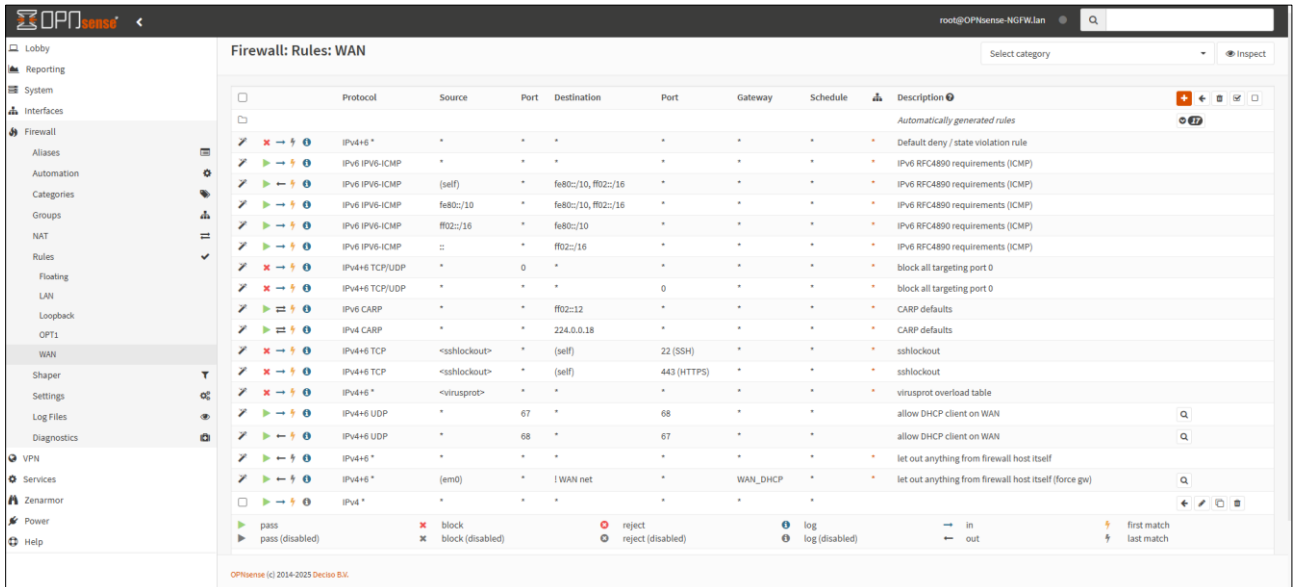 OPNsense
root@OPNsense-NGFW.lan
Lobby
Reporting
System
Interfaces
Firewall
Aliases
Automation
Categories
Groups
NAT
Rules
Floating
LAN
Loopback
OPT1
WAN
Shaper
Settings
Log Files
Diagnostics
VPN
Services
Zenarmor
Power
Help
Firewall: Rules: WAN
Select category
Inspect
Protocol Source Port Destination Port Gateway Schedule Description
Automatically generated rules 17
IPv4+6 * * * * * * * * Default deny / state violation rule
IPv6 IPV6-ICMP * * * * * * * IPv6 RFC4890 requirements (ICMP)
IPv6 IPV6-ICMP (self) * fe80::/10, ff02::/16 * * * * IPv6 RFC4890 requirements (ICMP)
IPv6 IPV6-ICMP fe80::/10 * fe80::/10, ff02::/16 * * * * IPv6 RFC4890 requirements (ICMP)
IPv6 IPV6-ICMP ff02::/16 * fe80::/10 * * * * IPv6 RFC4890 requirements (ICMP)
IPv6 IPV6-ICMP :: * ff02::/16 * * * * IPv6 RFC4890 requirements (ICMP)
IPv4+6 TCP/UDP * 0 * * * * * block all targeting port 0
IPv4+6 TCP/UDP * * * 0 * * * block all targeting port 0
IPv6 CARP * * ff02::12 * * * * CARP defaults
IPv4 CARP * * 224.0.0.18 * * * * CARP defaults
IPv4+6 TCP <sshlockout> * (self) 22 (SSH) * * * sshlockout
IPv4+6 TCP <sshlockout> * (self) 443 (HTTPS) * * * sshlockout
IPv4+6 * <virusprot> * * * * * * virusprot overload table
IPv4+6 UDP * 67 * 68 * * * allow DHCP client on WAN
IPv4+6 UDP * 68 * 67 * * * allow DHCP client on WAN
IPv4+6 * * * * * * * * let out anything from firewall host itself
IPv4+6 * (em0) * ! WAN net * WAN_DHCP * * let out anything from firewall host itself (force gw)
IPv4 * * * * * * *
pass block reject log in first match
pass (disabled) block (disabled) reject (disabled) log (disabled) out last match
OPNsense (c) 2014-2025 Deciso B.V.